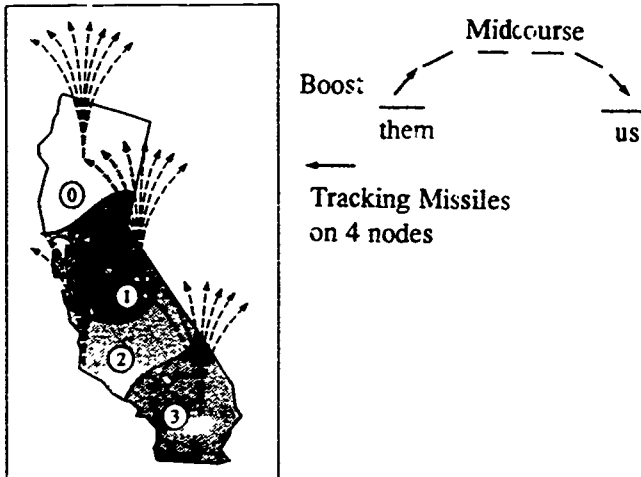 Midcourse
Boost
them
us
Tracking Missiles
on 4 nodes
0
1
2
3